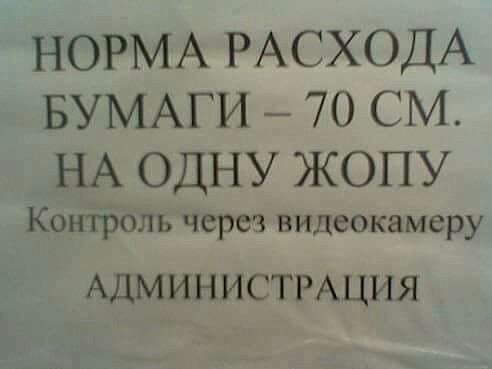 НОРМА РАСХОДА
БУМАГИ – 70 СМ.
НА ОДНУ ЖОПУ
Контроль через видеокамеру
АДМИНИСТРАЦИЯ